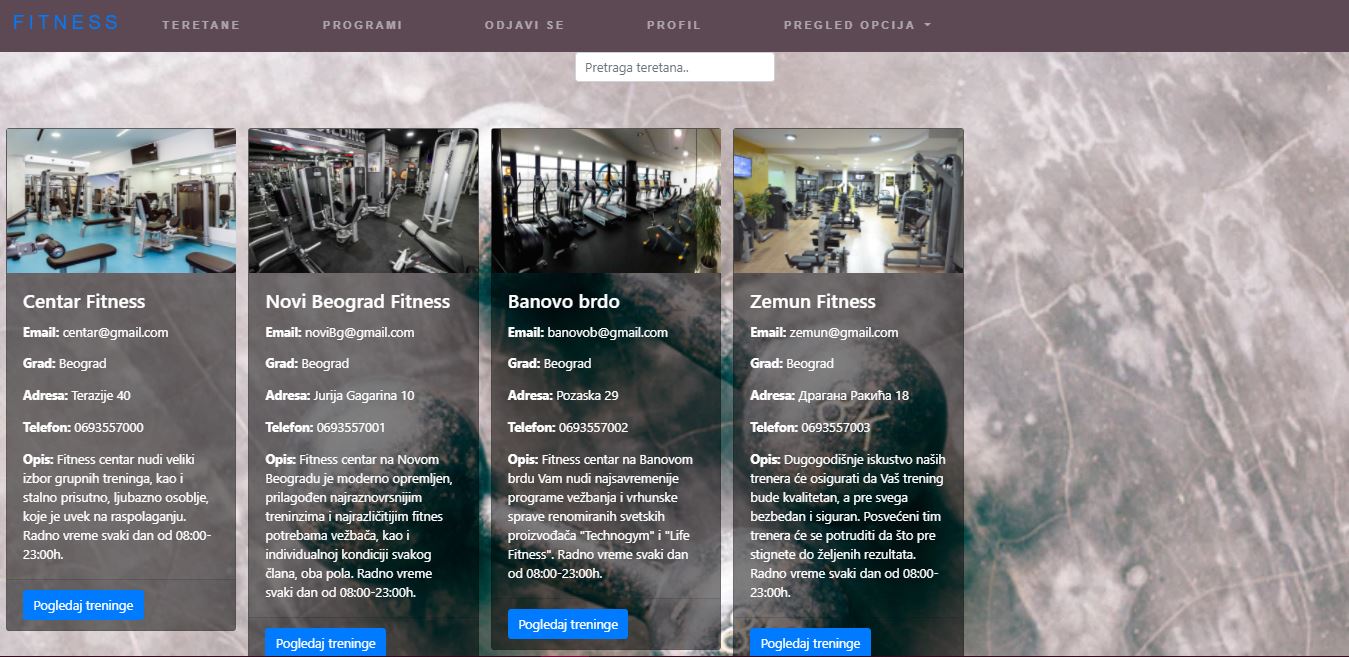 FITNESS
TERETANE
PROGRAMI
ODJAVI SE
PROFIL
PREGLED OPCIJA
Pretraga teretana..
Centar Fitness
Email: centar@gmail.com
Grad: Beograd
Adresa: Terazije 40
Telefon: 0693557000
Opis: Fitness centar nudi veliki
izbor grupnih treninga, kao i
stalno prisutno, ljubazno osoblje,
koje je uvek na raspolaganju.
Radno vreme svaki dan od 08:00-
23:00h.
Pogledaj treninge
Novi Beograd Fitness
Email: noviBg@gmail.com
Grad: Beograd
Adresa: Jurija Gagarina 10
Telefon: 0693557001
Opis: Fitness centar na Novom
Beogradu je moderno opremljen,
prilagođen najraznovrsnijim
treninzima i najrazličitijim fitnes
potrebama vežbača, kao i
individualnoj kondiciji svakog
člana, oba pola. Radno vreme
svaki dan od 08:00-23:00h.
Pogledaj treninge
Banovo brdo
Email: banovob@gmail.com
Grad: Beograd
Adresa: Pozaska 29
Telefon: 0693557002
Opis: Fitness centar na Banovom
brdu Vam nudi najsavremenije
programe vežbanja i vrhunske
sprave renomiranih svetskih
proizvođača "Technogym" i "Life
Fitness". Radno vreme svaki dan
od 08:00-23:00h.
Pogledaj treninge
Zemun Fitness
Email: zemun@gmail.com
Grad: Beograd
Adresa: Драгана Ракића 18
Telefon: 0693557003
Opis: Dugogodišnje iskustvo naših
trenera će osigurati da Vaš trening
bude kvalitetan, a pre svega
bezbedan i siguran. Posvećeni tim
trenera će se potruditi da što pre
stignete do željenih rezultata.
Radno vreme svaki dan od 08:00-
23:00h.
Pogledaj treninge